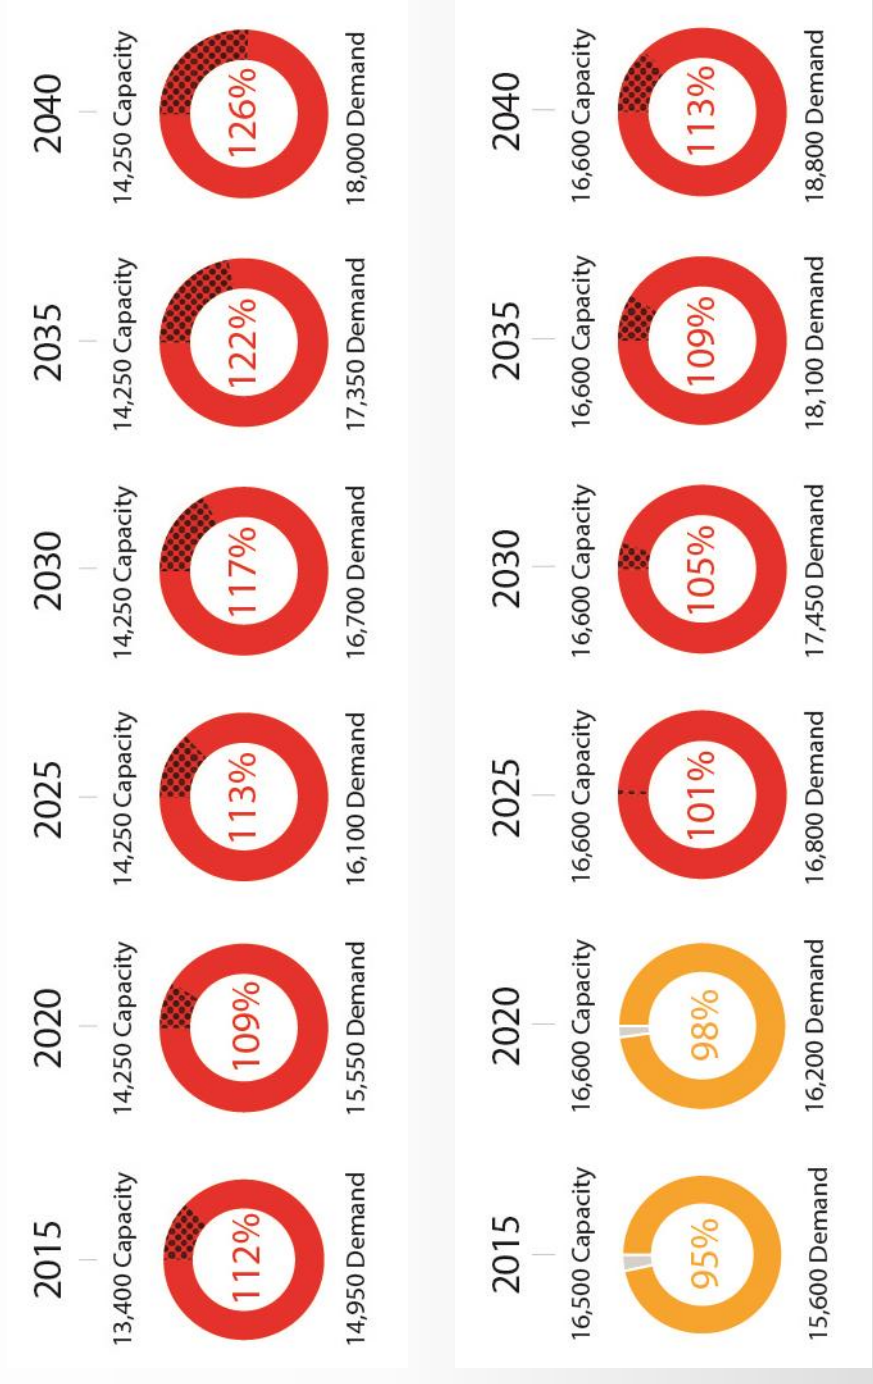 2015
13,400 Capacity
112%
14,950 Demand
2020
14,250 Capacity
109%
15,550 Demand
2025
14,250 Capacity
113%
16,100 Demand
2030
14,250 Capacity
117%
16,700 Demand
2035
14,250 Capacity
122%
17,350 Demand
2040
14,250 Capacity
126%
18,000 Demand
2015
16,500 Capacity
95%
15,600 Demand
2020
16,600 Capacity
98%
16,200 Demand
2025
16,600 Capacity
101%
16,800 Demand
2030
16,600 Capacity
105%
17,450 Demand
2035
16,600 Capacity
109%
18,100 Demand
2040
16,600 Capacity
113%
18,800 Demand